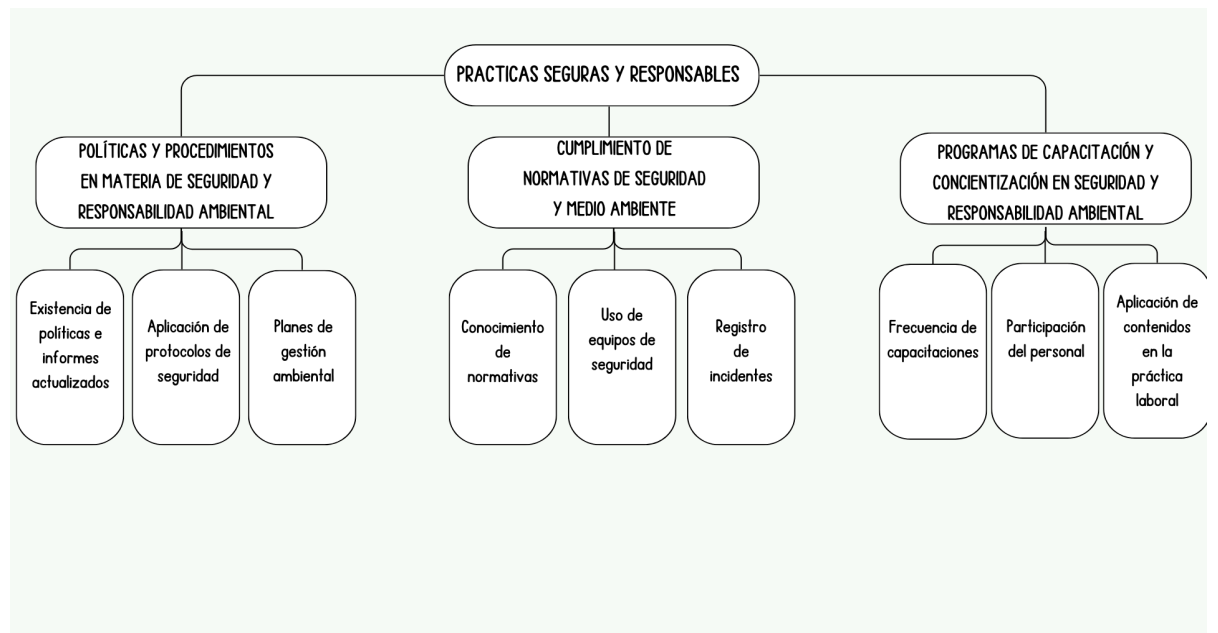 PRACTICAS SEGURAS Y RESPONSABLES
POLÍTICAS Y PROCEDIMIENTOS
EN MATERIA DE SEGURIDAD Y
RESPONSABILIDAD AMBIENTAL
CUMPLIMIENTO DE
NORMATIVAS DE SEGURIDAD
Y MEDIO AMBIENTE
PROGRAMAS DE CAPACITACIÓN Y
CONCIENTIZACIÓN EN SEGURIDAD Y
RESPONSABILIDAD AMBIENTAL
Existencia de
políticas e
informes
actualizados
Aplicación de
protocolos de
seguridad
Planes de
gestión
ambiental
Conocimiento
de
normativas
Uso de
equipos de
seguridad
Registro
de
incidentes
Frecuencia de
capacitaciones
Participación
del personal
Aplicación de
contenidos
en la
práctica
laboral